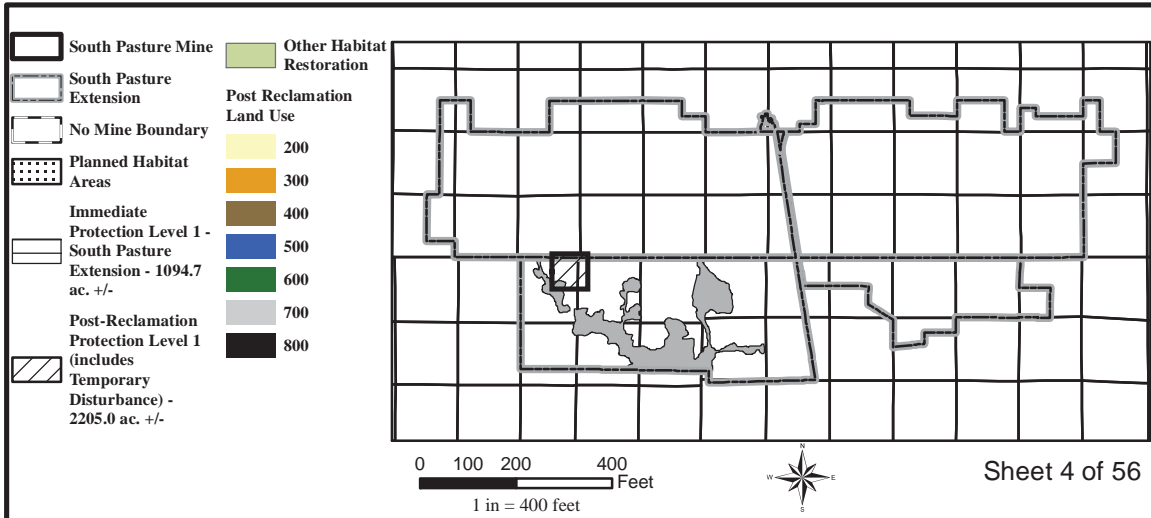 South Pasture Mine
South Pasture
Extension
No Mine Boundary
Planned Habitat
Areas
Immediate
Protection Level 1 -
South Pasture
Extension - 1094.7
ac. +/-
Post-Reclamation
Protection Level 1
(includes
Temporary
Disturbance) -
2205.0 ac. +/-
Other Habitat
Restoration
Post Reclamation
Land Use
200
300
400
500
600
700
800
0 100 200 400
Feet
1 in = 400 feet
N
W E
S
Sheet 4 of 56